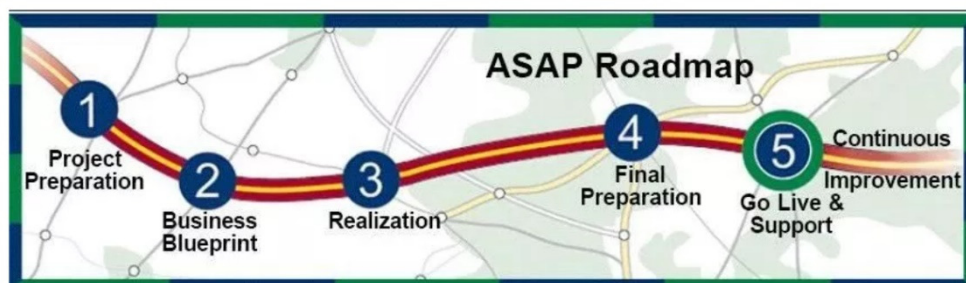 ASAP Roadmap
1
Project
Preparation
2
Business
Blueprint
3
Realization
4
Final
Preparation
5
Go Live &
Support
Continuous
Improvement